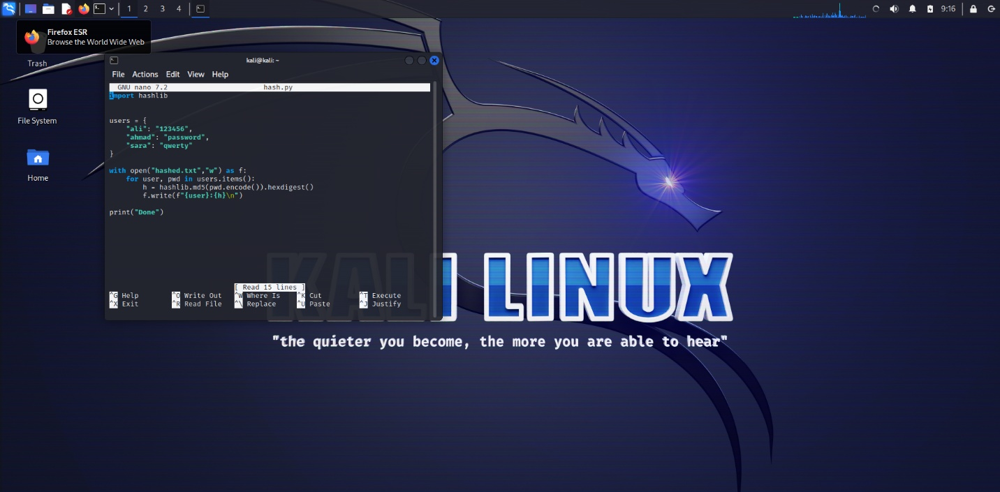 1 2 3 4
9:16
Firefox ESR
Browse the World Wide Web
Trash
File System
Home
kali@kali: ~
File Actions Edit View Help
GNU nano 7.2 hash.py
import hashlib
users = {
    "ali": "123456",
    "ahmad": "password",
    "sara": "qwerty"
}
with open("hashed.txt","w") as f:
    for user, pwd in users.items():
        h = hashlib.md5(pwd.encode()).hexdigest()
        f.write(f"{user}:{h}\n")
print("Done")
[ Read 15 lines ]
^G Help ^O Write Out ^W Where Is ^K Cut ^T Execute
^X Exit ^R Read File ^\ Replace ^U Paste ^J Justify
KALI LINUX
"the quieter you become, the more you are able to hear"